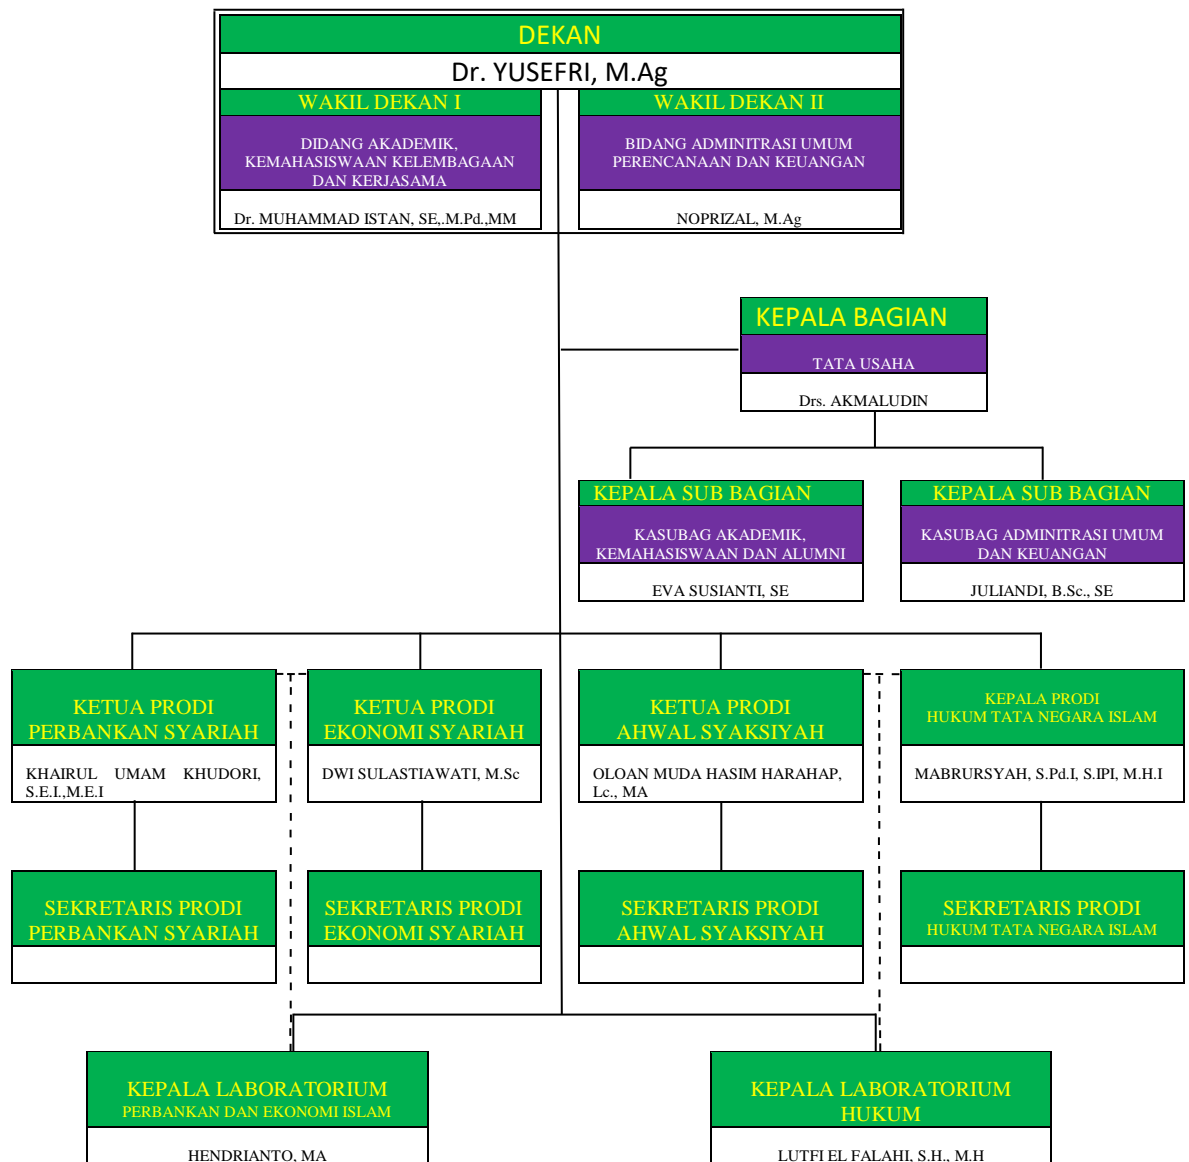 DEKAN
Dr. YUSEFRI, M.Ag
WAKIL DEKAN I
DIDANG AKADEMIK,
KEMAHASISWAAN KELEMBAGAAN
DAN KERJASAMA
Dr. MUHAMMAD ISTAN, SE,.M.Pd.,MM
WAKIL DEKAN II
BIDANG ADMINITRASI UMUM
PERENCANAAN DAN KEUANGAN
NOPRIZAL, M.Ag
KEPALA BAGIAN
TATA USAHA
Drs. AKMALUDIN
KEPALA SUB BAGIAN
KASUBAG AKADEMIK,
KEMAHASISWAAN DAN ALUMNI
EVA SUSIANTI, SE
KEPALA SUB BAGIAN
KASUBAG ADMINITRASI UMUM
DAN KEUANGAN
JULIANDI, B.Sc., SE
KETUA PRODI
PERBANKAN SYARIAH
KHAIRUL UMAM KHUDORI,
S.E.I.,M.E.I
KETUA PRODI
EKONOMI SYARIAH
DWI SULASTIAWATI, M.Sc
KETUA PRODI
AHWAL SYAKSIYAH
OLOAN MUDA HASIM HARAHAP,
Lc., MA
KEPALA PRODI
HUKUM TATA NEGARA ISLAM
MABRURSYAH, S.Pd.I, S.IPI, M.H.I
SEKRETARIS PRODI
PERBANKAN SYARIAH
SEKRETARIS PRODI
EKONOMI SYARIAH
SEKRETARIS PRODI
AHWAL SYAKSIYAH
SEKRETARIS PRODI
HUKUM TATA NEGARA ISLAM
KEPALA LABORATORIUM
PERBANKAN DAN EKONOMI ISLAM
HENDRIANTO, MA
KEPALA LABORATORIUM
HUKUM
LUTFI EL FALAHI, S.H., M.H